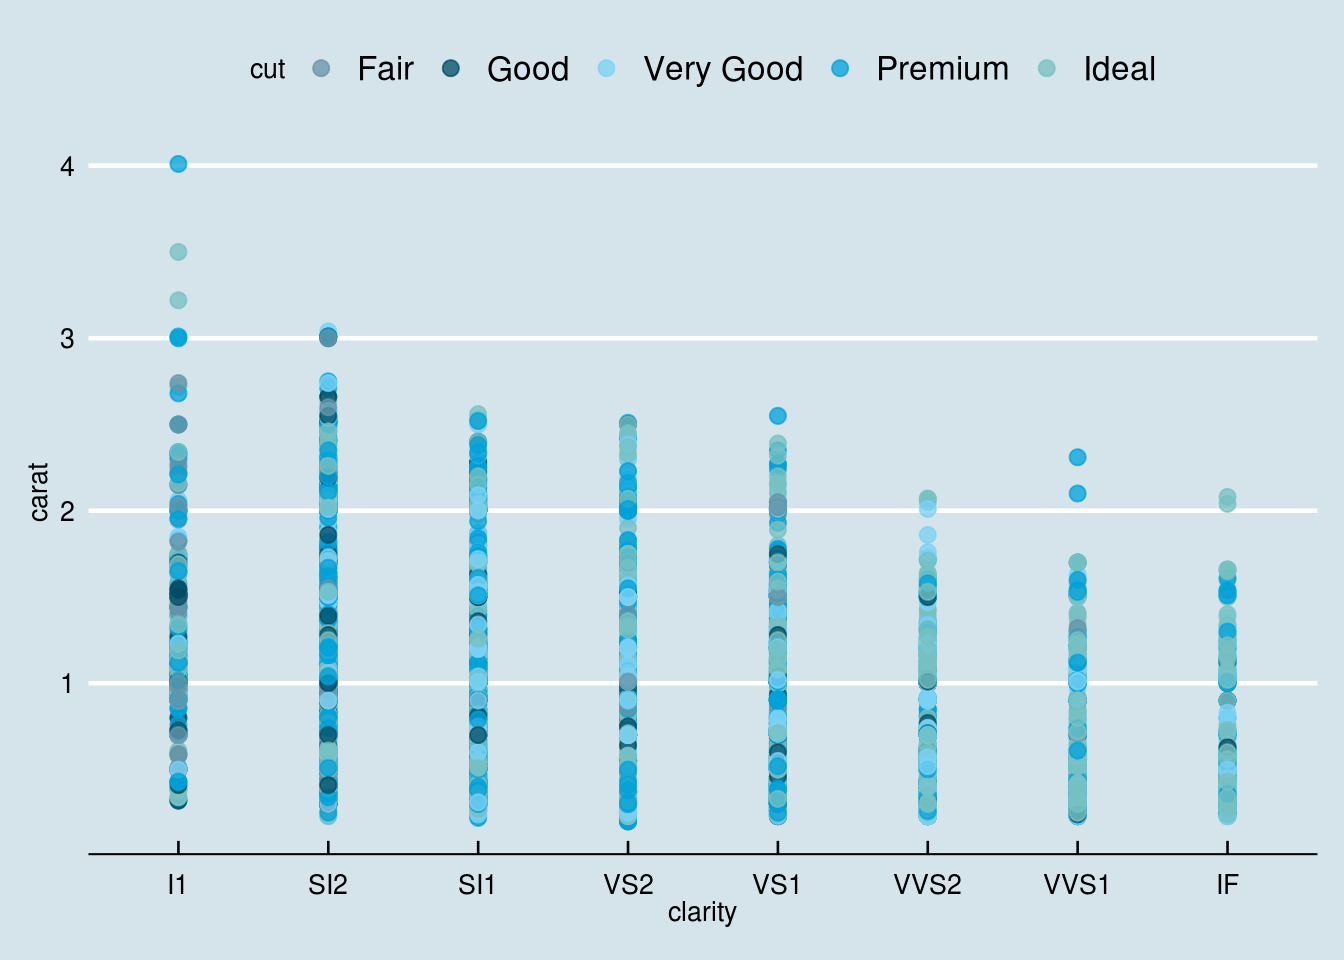 cut Fair Good Very Good Premium Ideal
4
3
2
1
carat
I1 SI2 SI1 VS2 VS1 VVS2 VVS1 IF
clarity